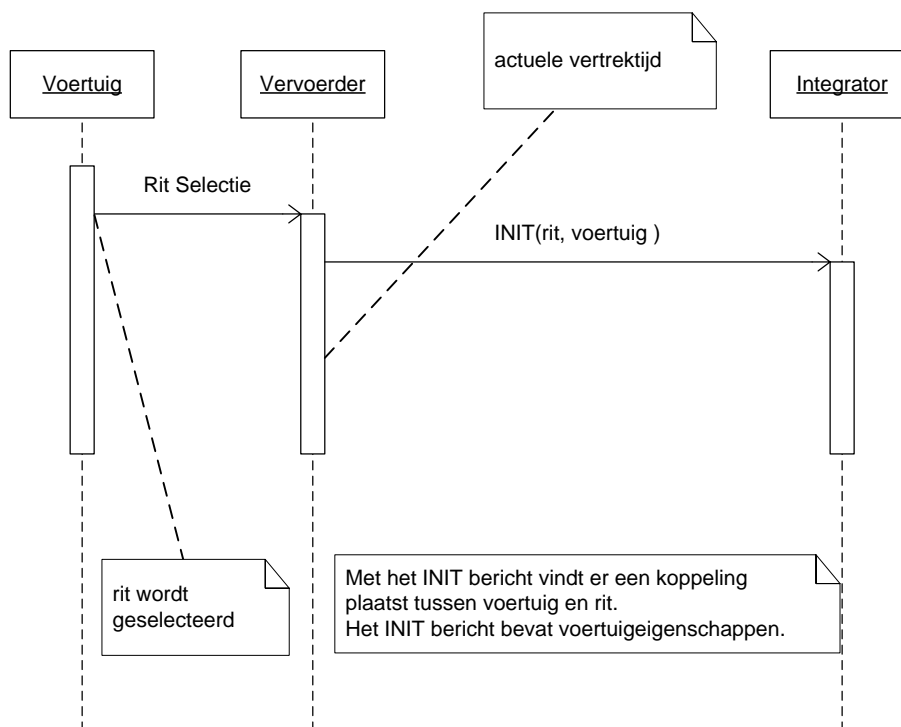 actuele vertrektijd
Voertuig
Vervoerder
Integrator
Rit Selectie
INIT(rit, voertuig )
rit wordt
geselecteerd
Met het INIT bericht vindt er een koppeling
plaatst tussen voertuig en rit.
Het INIT bericht bevat voertuigeigenschappen.